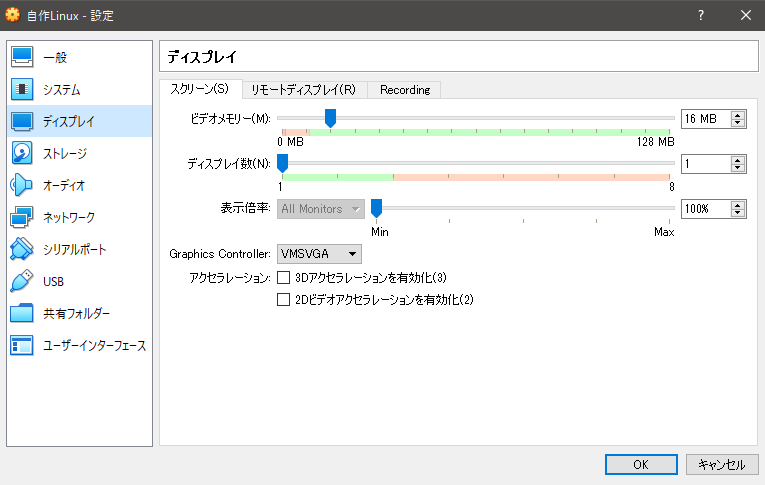 自作Linux - 設定
一般
システム
ディスプレイ
ストレージ
オーディオ
ネットワーク
シリアルポート
USB
共有フォルダー
ユーザーインターフェース
ディスプレイ
スクリーン(S)
リモートディスプレイ(R)
Recording
ビデオメモリー(M):
16 MB
0 MB
128 MB
ディスプレイ数(N):
1
1
8
表示倍率:
All Monitors
100%
Min
Max
Graphics Controller:
VMSVGA
アクセラレーション:
3Dアクセラレーションを有効化(3)
2Dビデオアクセラレーションを有効化(2)
OK
キャンセル